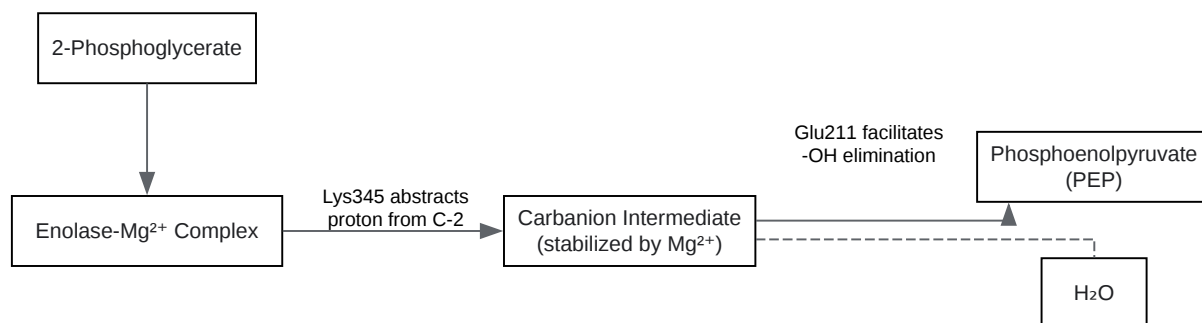 2-Phosphoglycerate
Enolase-Mg²⁺ Complex
Lys345 abstracts
proton from C-2
Carbanion Intermediate
(stabilized by Mg²⁺)
Glu211 facilitates
-OH elimination
Phosphoenolpyruvate
(PEP)
H₂O